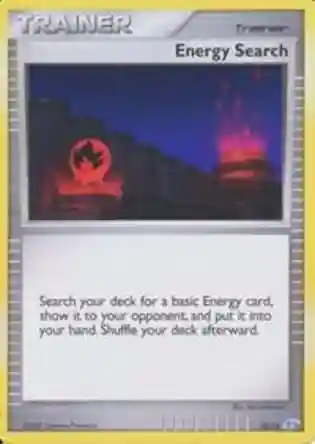 TRAINER
Trainer
Energy Search
Search your deck for a basic Energy card,
show it to your opponent, and put it into
your hand. Shuffle your deck afterward.